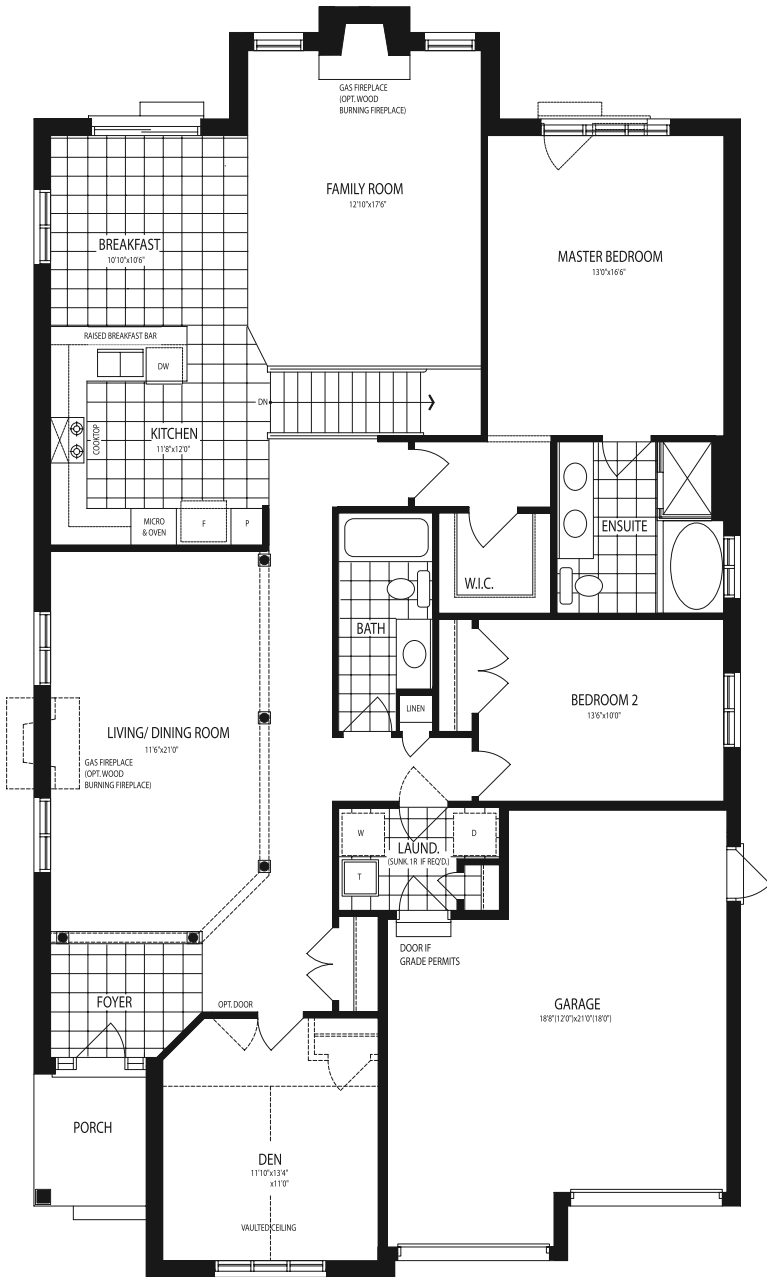 GAS FIREPLACE
(OPT. WOOD
BURNING FIREPLACE)
FAMILY ROOM
12'10"x17'6"
BREAKFAST
10'10"x10'6"
MASTER BEDROOM
13'0"x16'6"
RAISED BREAKFAST BAR
DW
DN
COOKTOP
KITCHEN
11'8"x12'0"
MICRO
& OVEN
F
P
ENSUITE
W.I.C.
BATH
LINEN
BEDROOM 2
13'6"x10'0"
LIVING/ DINING ROOM
11'6"x21'0"
GAS FIREPLACE
(OPT. WOOD
BURNING FIREPLACE)
W
D
LAUND.
(SUNK. 1R IF REQ'D.)
T
DOOR IF
GRADE PERMITS
FOYER
OPT. DOOR
GARAGE
18'8"(12'0")x21'0"(18'0")
PORCH
DEN
11'10"x13'4"
x11'0"
VAULTED CEILING